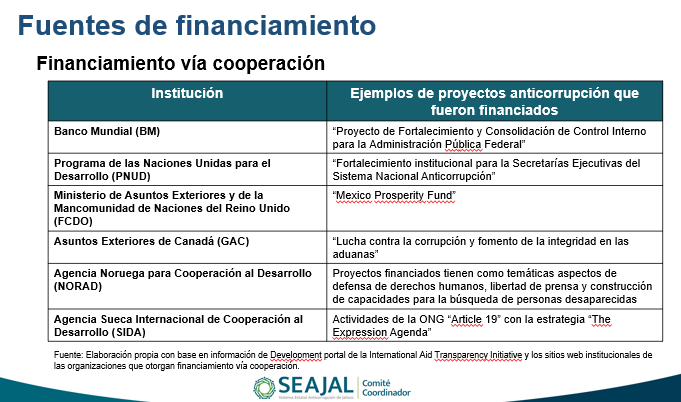 Fuentes de financiamiento
Financiamiento vía cooperación
Institución
Ejemplos de proyectos anticorrupción que
fueron financiados
Banco Mundial (BM)
“Proyecto de Fortalecimiento y Consolidación de Control Interno
para la Administración Pública Federal”
Programa de las Naciones Unidas para el
Desarrollo (PNUD)
“Fortalecimiento institucional para la Secretarías Ejecutivas del
Sistema Nacional Anticorrupción”
Ministerio de Asuntos Exteriores y de la
Mancomunidad de Naciones del Reino Unido
(FCDO)
“Mexico Prosperity Fund”
Asuntos Exteriores de Canadá (GAC)
“Lucha contra la corrupción y fomento de la integridad en las
aduanas”
Agencia Noruega para Cooperación al Desarrollo
(NORAD)
Proyectos financiados tienen como temáticas aspectos de
defensa de derechos humanos, libertad de prensa y construcción
de capacidades para la búsqueda de personas desaparecidas
Agencia Sueca Internacional de Cooperación al
Desarrollo (SIDA)
Actividades de la ONG “Article 19” con la estrategia “The
Expression Agenda”
Fuente: Elaboración propia con base en información de Development portal de la International Aid Transparency Initiative y los sitios web institucionales de
las organizaciones que otorgan financiamiento vía cooperación.
SEAJAL
Sistema Estatal Anticorrupción de Jalisco
Comité
Coordinador